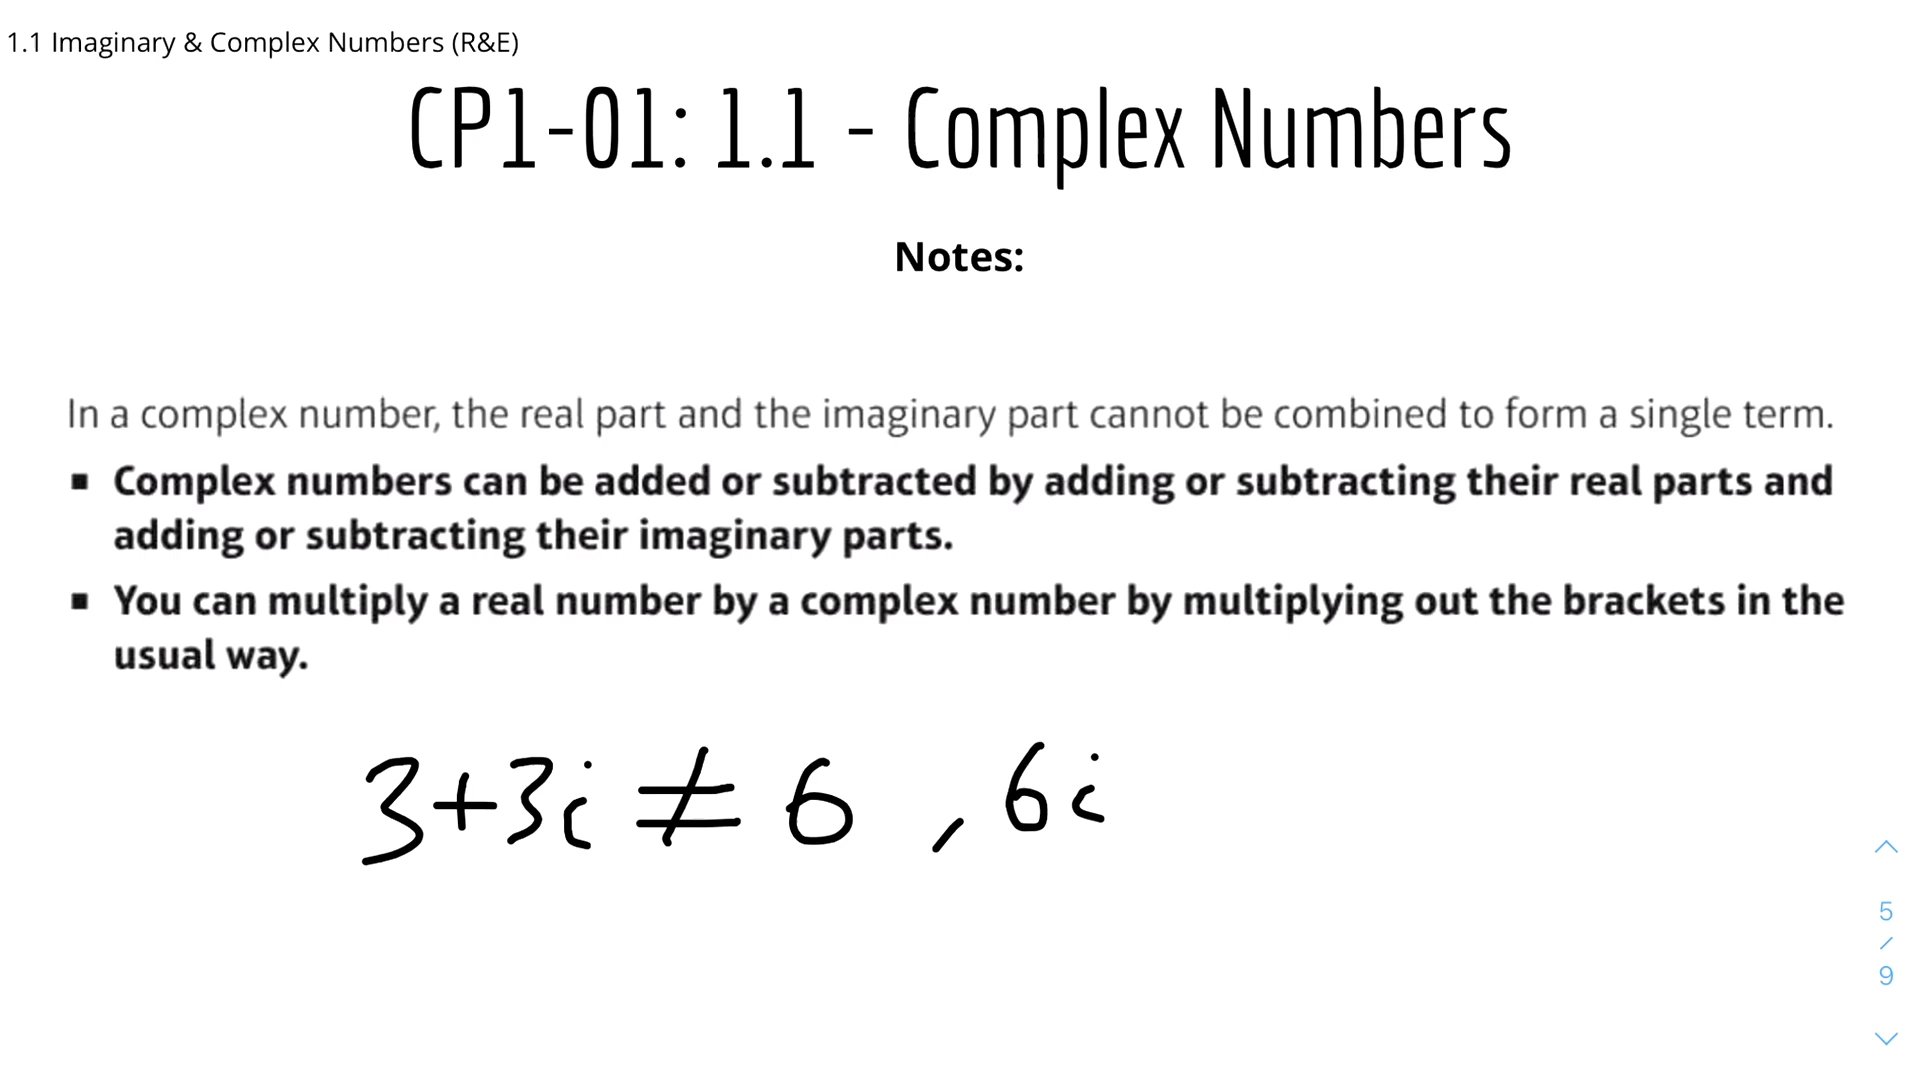 1.1 Imaginary & Complex Numbers (R&E)
CP1-01: 1.1 - Complex Numbers
Notes:
In a complex number, the real part and the imaginary part cannot be combined to form a single term.
▪ Complex numbers can be added or subtracted by adding or subtracting their real parts and
adding or subtracting their imaginary parts.
▪ You can multiply a real number by a complex number by multiplying out the brackets in the
usual way.
3+3i ≠ 6 , 6i
5
/
9